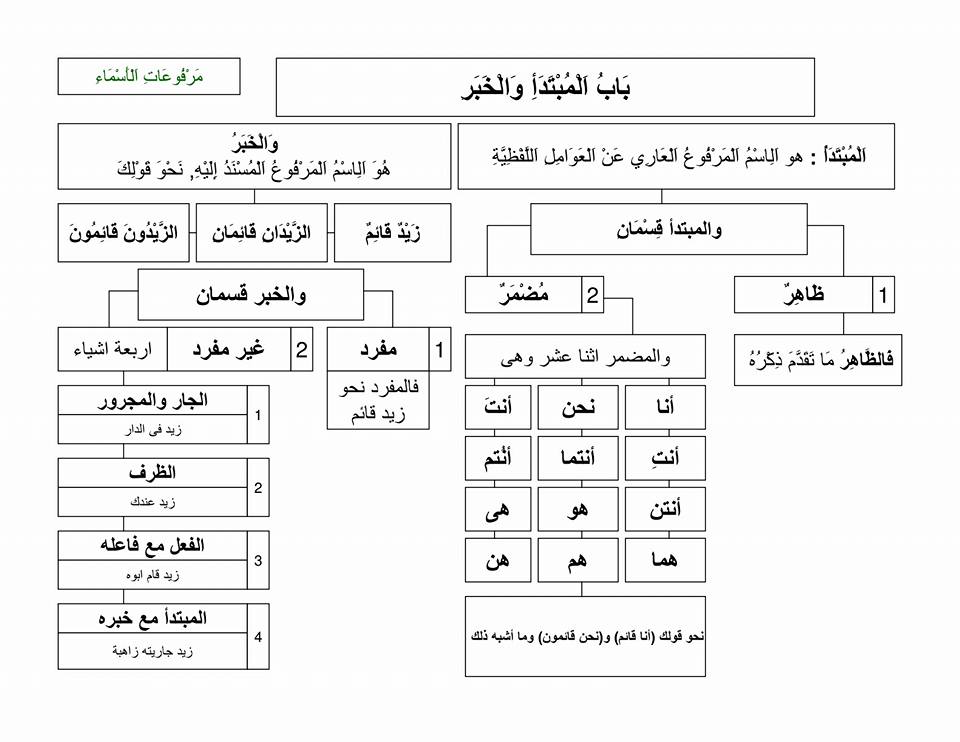 مَرْفُوعَاتِ اَلْأَسْمَاءِ
بَابُ اَلْمُبْتَدَأِ وَالْخَبَرِ
اَلْمُبْتَدَأُ : هو اَلِاسْمُ اَلْمَرْفُوعُ اَلْعَارِي عَنْ اَلْعَوَامِلِ اَللَّفْظِيَّةِ
وَالْخَبَرُ
هُوَ اَلِاسْمُ اَلْمَرْفُوعُ اَلْمُسْنَدُ إِلَيْهِ, نَحْوَ قَوْلِكَ
زَيْدٌ قَائِمٌ
الزَّيْدَانِ قَائِمَانِ
الزَّيْدُونَ قَائِمُونَ
والمبتدأ قِسْمَانِ
1 ظاهِرٌ
فَالظَّاهِرُ مَا تَقَدَّمَ ذِكْرُهُ
2 مُضْمَرٌ
والمضمر اثنا عشر وهى
أنا نحن أنتَ
أنتِ أنتما أنْتم
أنتن هو هى
هما هم هن
نحو قولك (أنا قائم) و(نحن قائمون) وما أشبه ذلك
والخبر قسمان
1 مفرد
فالمفرد نحو
زيد قائم
2 غير مفرد اربعة اشياء
1 الجار والمجرور
زيد فى الدار
2 الظرف
زيد عندك
3 الفعل مع فاعله
زيد قام ابوه
4 المبتدأ مع خبره
زيد جاريته زاهبة